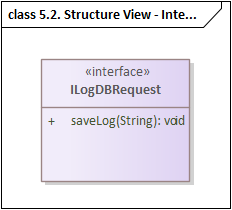 class 5.2. Structure View - Inte...
«interface»
ILogDBRequest
+ saveLog(String): void